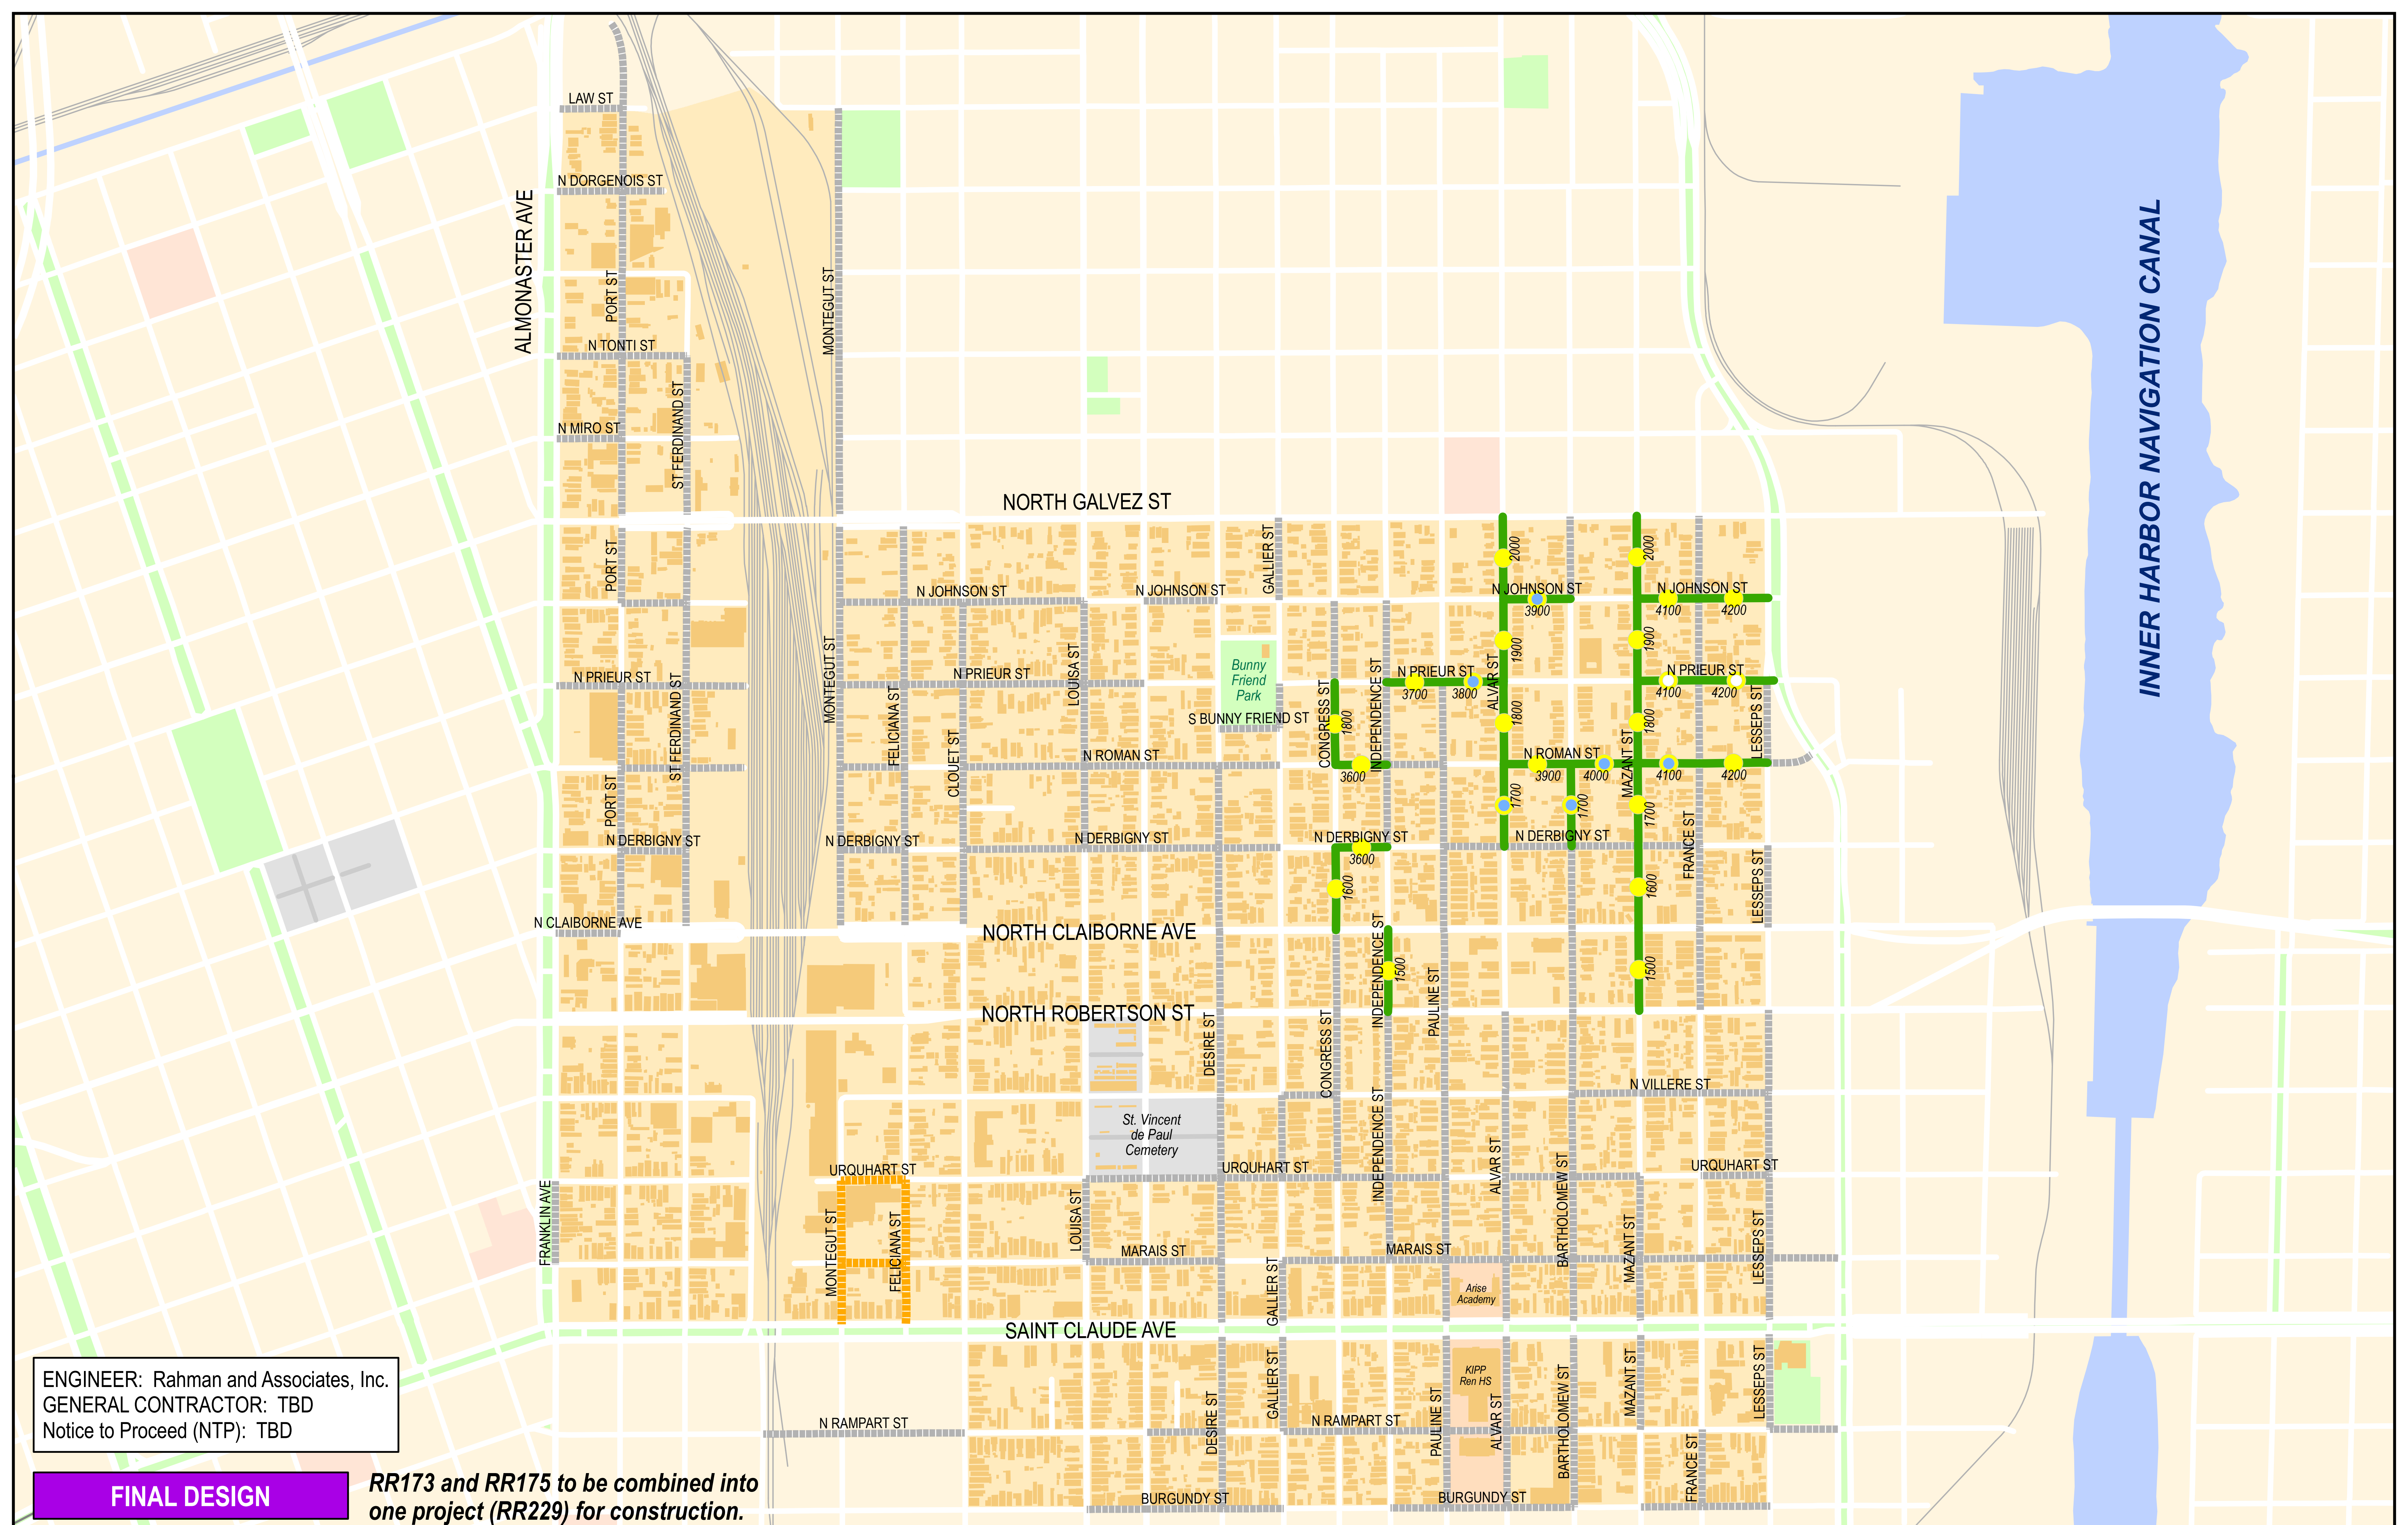 LAW ST
N DORGENOIS ST
ALMONASTER AVE
PORT ST
MONTEGUT ST
N TONTI ST
ST FERDINAND ST
N MIRO ST
INNER HARBOR NAVIGATION CANAL
NORTH GALVEZ ST
GALLIER ST
PORT ST
2000
2000
N JOHNSON ST
N JOHNSON ST
N JOHNSON ST
N JOHNSON ST
3900
4100
4200
MONTEGUT ST
LOUISA ST
1900
1900
Bunny
Friend
Park
N PRIEUR ST
N PRIEUR ST
N PRIEUR ST
N PRIEUR ST
3700
3800
4100
4200
ST FERDINAND ST
FELICIANA ST
CONGRESS ST
INDEPENDENCE ST
ALVAR ST
LESSEPS ST
S BUNNY FRIEND ST
1800
1800
1800
CLOUET ST
N ROMAN ST
N ROMAN ST
MAZANT ST
3600
3900
4000
4100
4200
PORT ST
1700
1700
1700
N DERBIGNY ST
N DERBIGNY ST
N DERBIGNY ST
N DERBIGNY ST
N DERBIGNY ST
FRANCE ST
3600
1600
1600
LESSEPS ST
N CLAIBORNE AVE
NORTH CLAIBORNE AVE
INDEPENDENCE ST
1500
1500
PAULINE ST
NORTH ROBERTSON ST
DESIRE ST
CONGRESS ST
N VILLERE ST
St. Vincent
de Paul
Cemetery
INDEPENDENCE ST
ALVAR ST
BARTHOLOMEW ST
URQUHART ST
URQUHART ST
URQUHART ST
FRANKLIN AVE
MONTEGUT ST
FELICIANA ST
LOUISA ST
MARAIS ST
MARAIS ST
GALLIER ST
MAZANT ST
LESSEPS ST
Arise
Academy
SAINT CLAUDE AVE
KIPP
Ren HS
GALLIER ST
DESIRE ST
PAULINE ST
ALVAR ST
BARTHOLOMEW ST
MAZANT ST
LESSEPS ST
N RAMPART ST
N RAMPART ST
FRANCE ST
BURGUNDY ST
BURGUNDY ST
ENGINEER: Rahman and Associates, Inc.
GENERAL CONTRACTOR: TBD
Notice to Proceed (NTP): TBD
FINAL DESIGN
RR173 and RR175 to be combined into
one project (RR229) for construction.